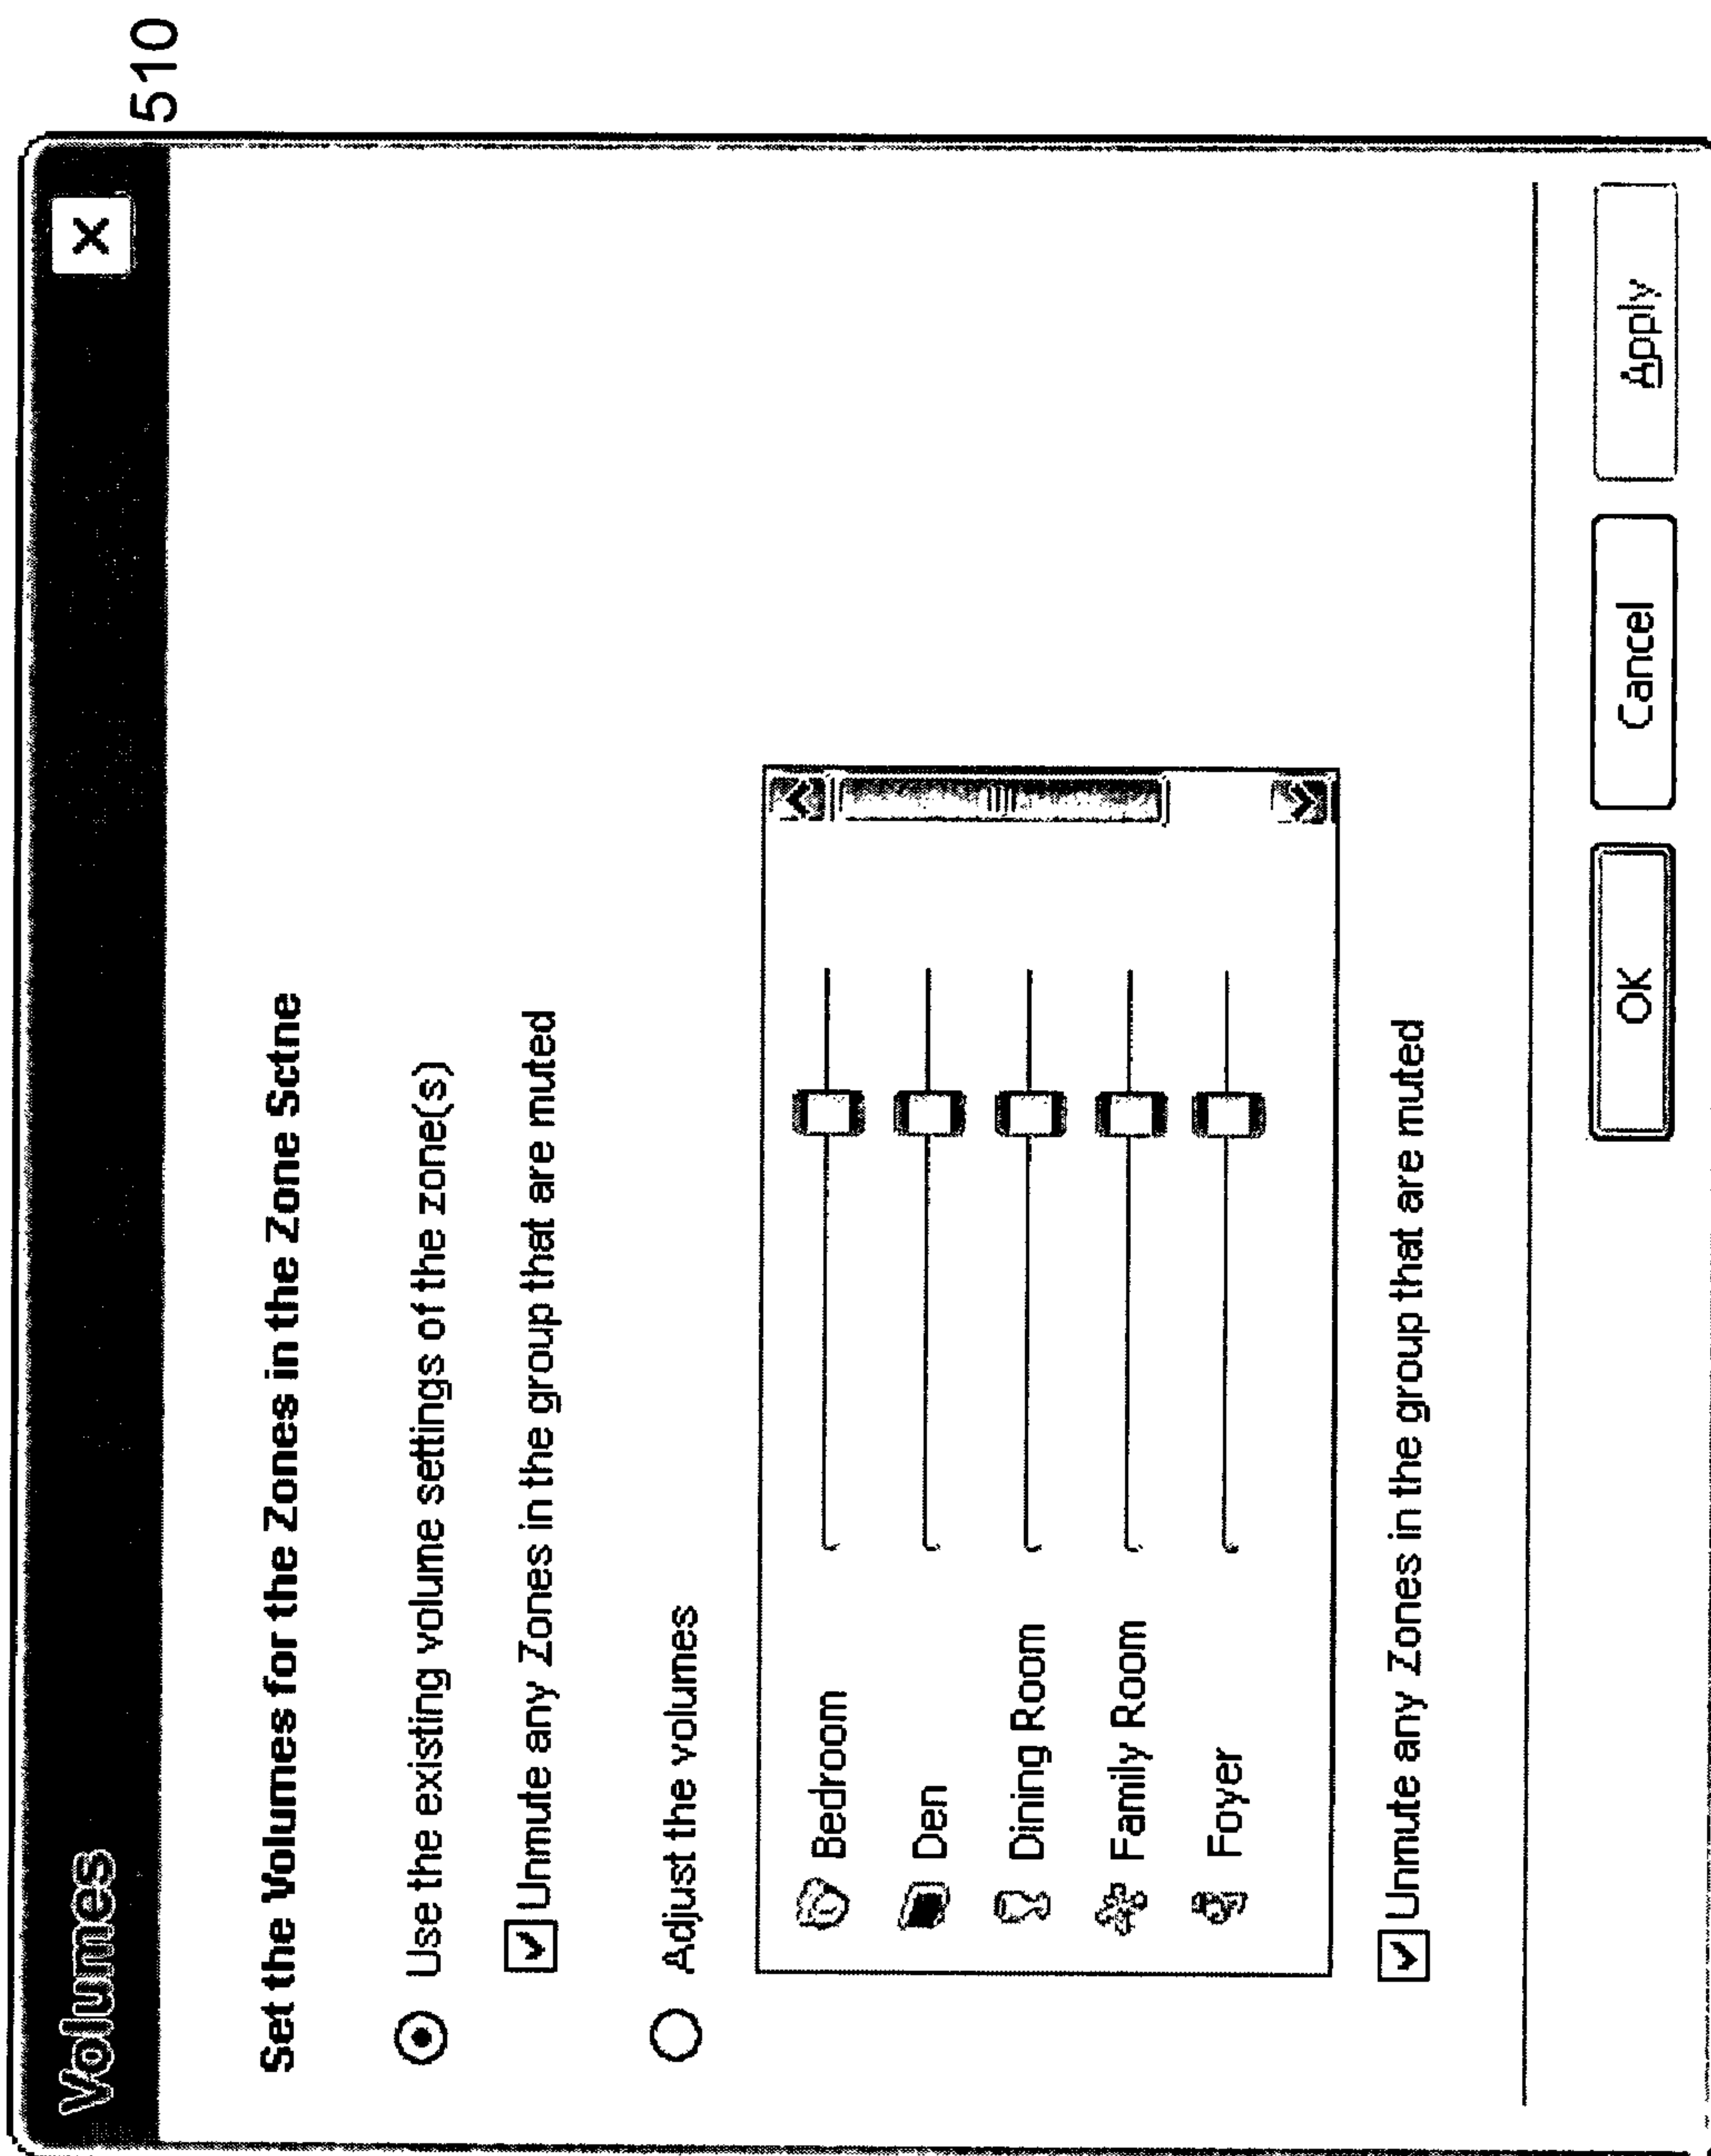 510
Volumes
X
Set the Volumes for the Zones in the Zone Sctne
Use the existing volume settings of the zone(s)
Unmute any Zones in the group that are muted
Adjust the volumes
Bedroom
Den
Dining Room
Family Room
Foyer
Unmute any Zones in the group that are muted
OK
Cancel
Apply